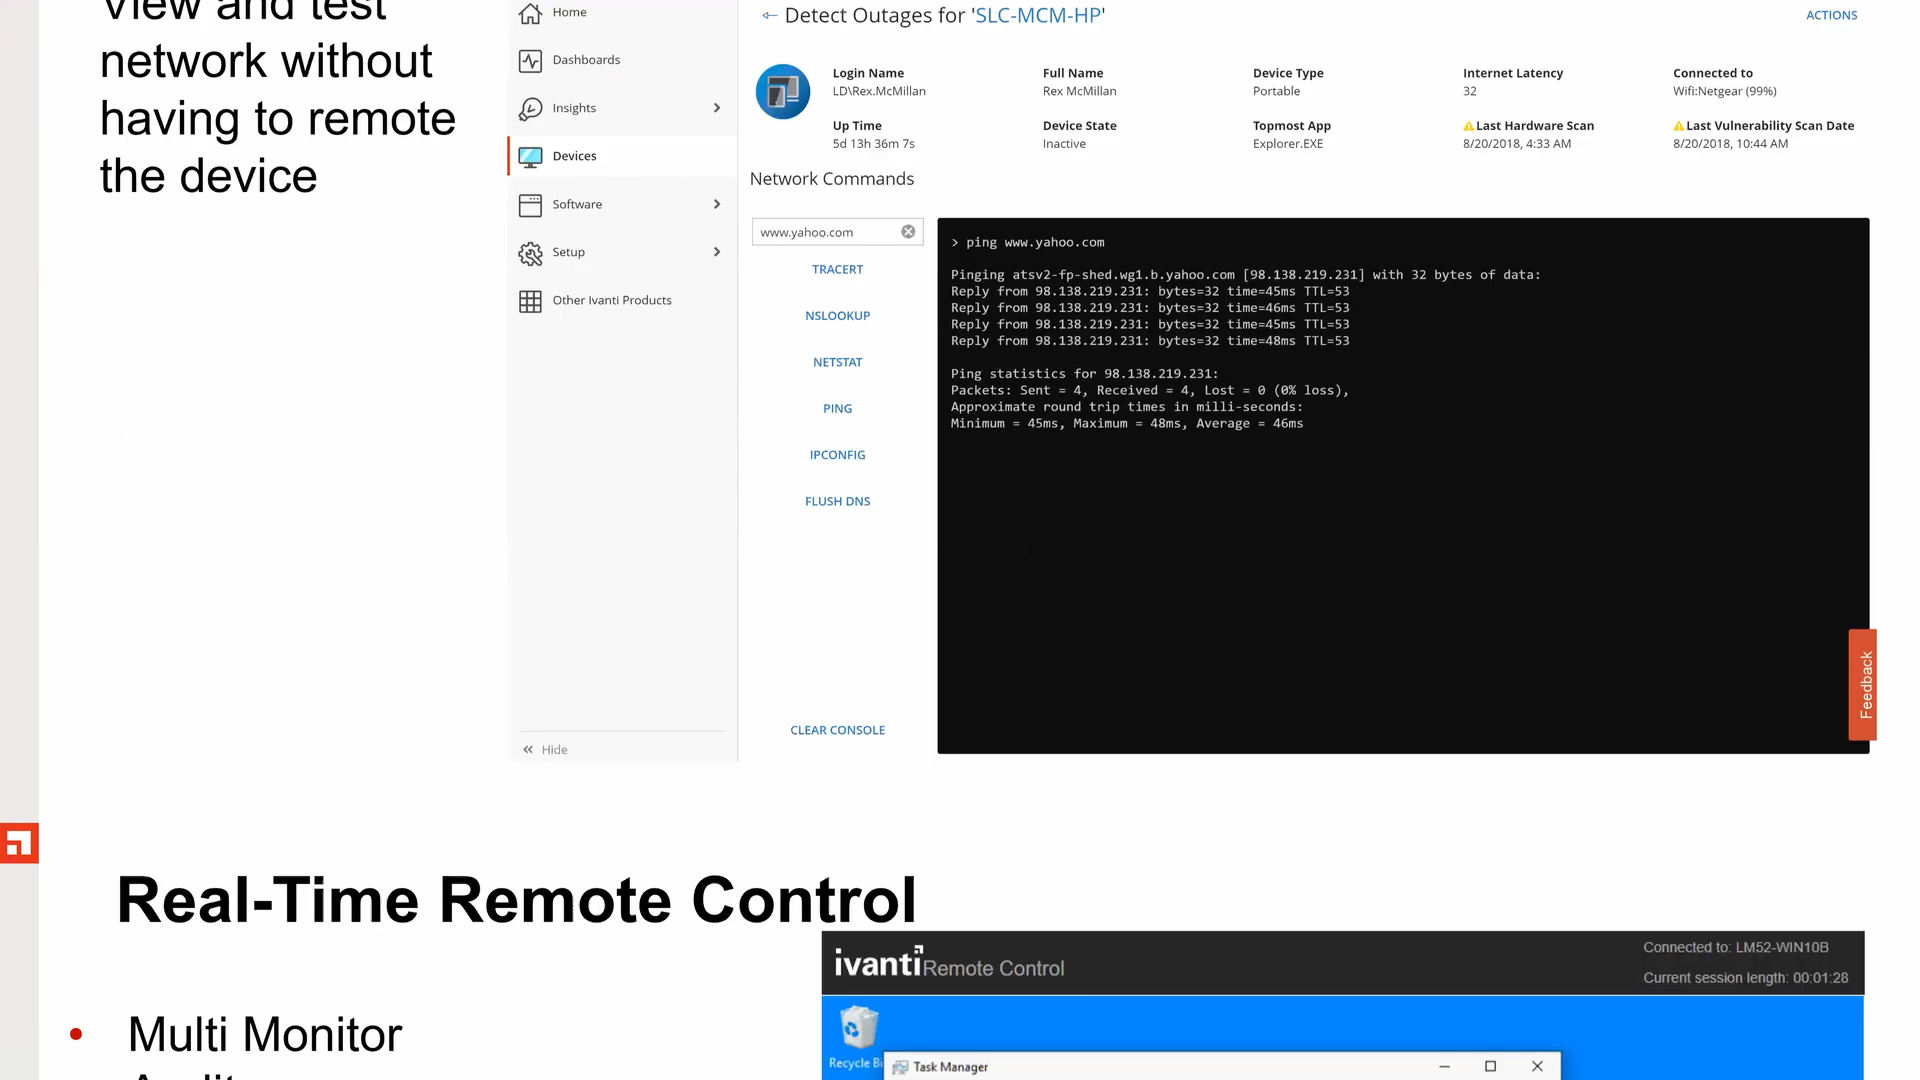 View and test
network without
having to remote
the device
Home
Dashboards
Insights
Devices
Software
Setup
Other Ivanti Products
Hide
Detect Outages for 'SLC-MCM-HP'
ACTIONS
Login Name
LD\Rex.McMillan
Full Name
Rex McMillan
Device Type
Portable
Internet Latency
32
Connected to
Wifi:Netgear (99%)
Up Time
5d 13h 36m 7s
Device State
Inactive
Topmost App
Explorer.EXE
Last Hardware Scan
8/20/2018, 4:33 AM
Last Vulnerability Scan Date
8/20/2018, 10:44 AM
Network Commands
www.yahoo.com
TRACERT
NSLOOKUP
NETSTAT
PING
IPCONFIG
FLUSH DNS
CLEAR CONSOLE
> ping www.yahoo.com
Pinging atsv2-fp-shed.wg1.b.yahoo.com [98.138.219.231] with 32 bytes of data:
Reply from 98.138.219.231: bytes=32 time=45ms TTL=53
Reply from 98.138.219.231: bytes=32 time=46ms TTL=53
Reply from 98.138.219.231: bytes=32 time=45ms TTL=53
Reply from 98.138.219.231: bytes=32 time=48ms TTL=53
Ping statistics for 98.138.219.231:
Packets: Sent = 4, Received = 4, Lost = 0 (0% loss),
Approximate round trip times in milli-seconds:
Minimum = 45ms, Maximum = 48ms, Average = 46ms
Feedback
Real-Time Remote Control
• Multi Monitor
ivanti Remote Control
Connected to: LM52-WIN10B
Current session length: 00:01:28
Recycle Bi
Task Manager